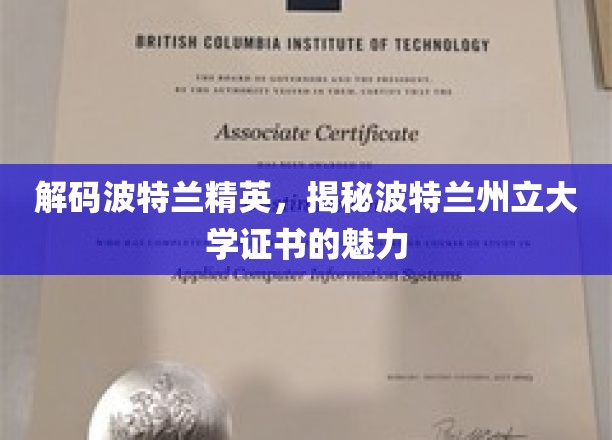 BRITISH COLUMBIA INSTITUTE OF TECHNOLOGY
THE BOARD OF GOVERNORS AND THE PRESIDENT,
BY THE AUTHORITY VESTED IN THEM, CERTIFY THAT THE
Associate Certificate
解码波特兰精英，揭秘波特兰州立大
学证书的魅力
Applied Computer Information Systems